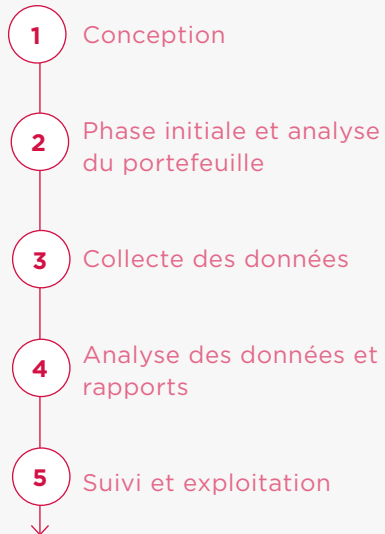 1 Conception
2 Phase initiale et analyse
du portefeuille
3 Collecte des données
4 Analyse des données et
rapports
5 Suivi et exploitation